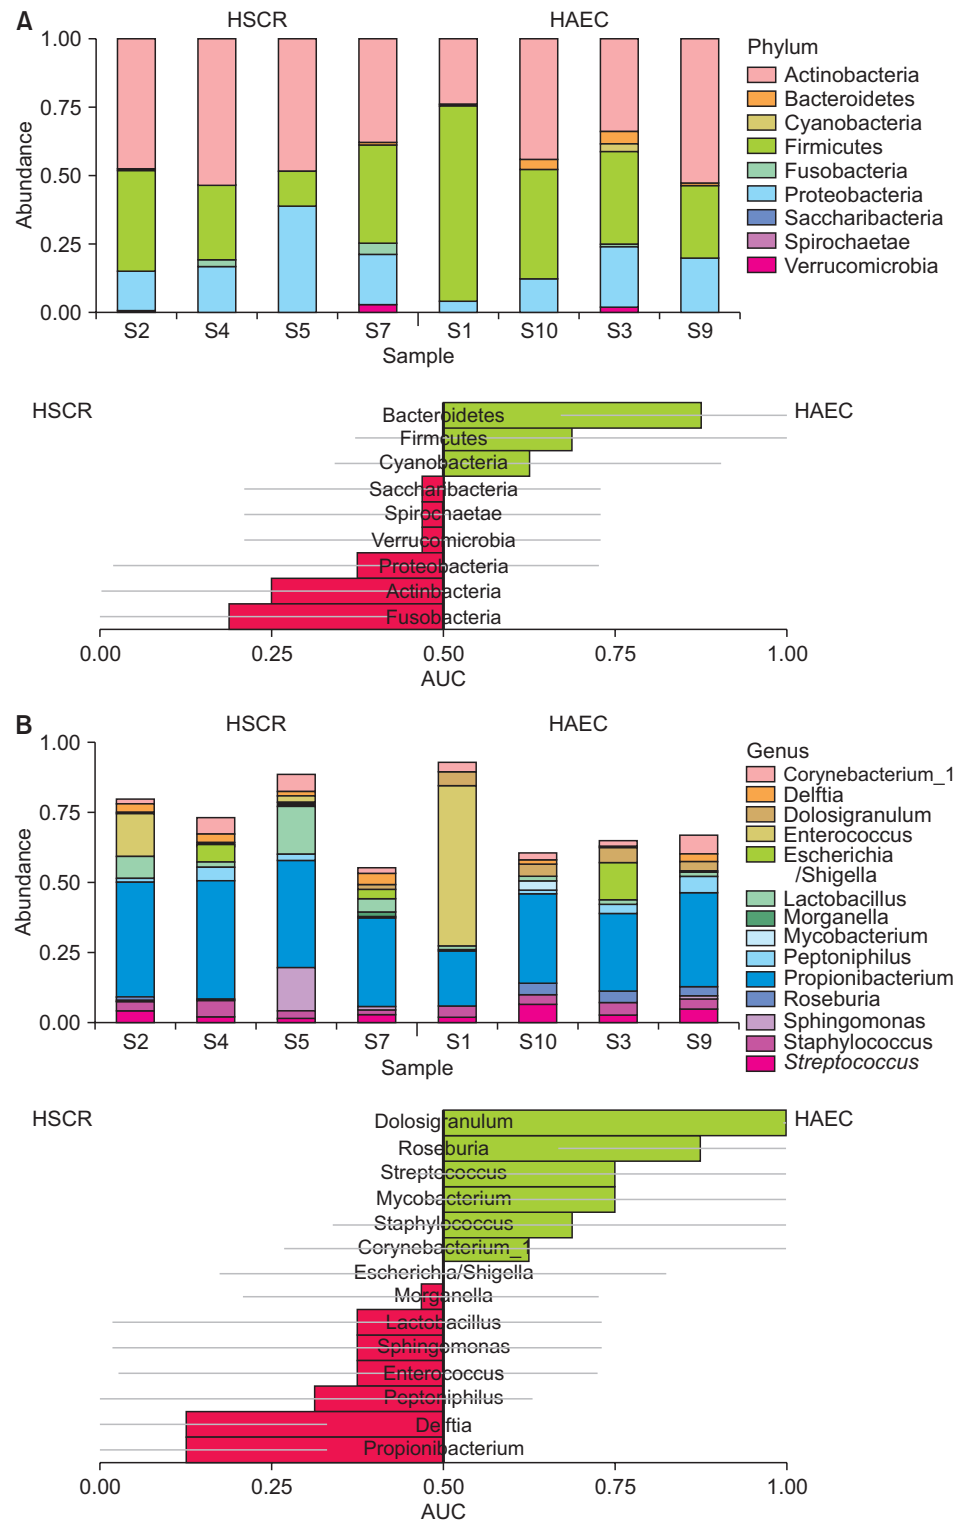 A
HSCR HAEC
1.00
0.75
0.50
0.25
0.00
Abundance
S2 S4 S5 S7 S1 S10 S3 S9
Sample
Phylum
Actinobacteria
Bacteroidetes
Cyanobacteria
Firmicutes
Fusobacteria
Proteobacteria
Saccharibacteria
Spirochaetae
Verrucomicrobia
HSCR HAEC
Bacteroidetes
Firmcutes
Cyanobacteria
Saccharibacteria
Spirochaetae
Verrucomicrobia
Proteobacteria
Actinbacteria
Fusobacteria
0.00 0.25 0.50 0.75 1.00
AUC
B
HSCR HAEC
1.00
0.75
0.50
0.25
0.00
Abundance
S2 S4 S5 S7 S1 S10 S3 S9
Sample
Genus
Corynebacterium_1
Delftia
Dolosigranulum
Enterococcus
Escherichia
/Shigella
Lactobacillus
Morganella
Mycobacterium
Peptoniphilus
Propionibacterium
Roseburia
Sphingomonas
Staphylococcus
Streptococcus
HSCR HAEC
Dolosigranulum
Roseburia
Streptococcus
Mycobacterium
Staphylococcus
Corynebacterium_1
Escherichia/Shigella
Morganella
Lactobacillus
Sphingomonas
Enterococcus
Peptoniphilus
Delftia
Propionibacterium
0.00 0.25 0.50 0.75 1.00
AUC